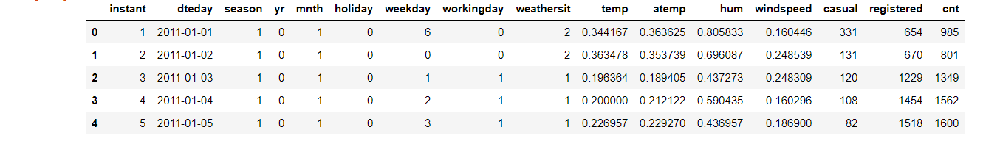 instant dteday season yr mnth holiday weekday workingday weathersit temp atemp hum windspeed casual registered cnt
0 1 2011-01-01 1 0 1 0 6 0 2 0.344167 0.363625 0.805833 0.160446 331 654 985
1 2 2011-01-02 1 0 1 0 0 0 2 0.363478 0.353739 0.696087 0.248539 131 670 801
2 3 2011-01-03 1 0 1 0 1 1 1 0.196364 0.189405 0.437273 0.248309 120 1229 1349
3 4 2011-01-04 1 0 1 0 2 1 1 0.200000 0.212122 0.590435 0.160296 108 1454 1562
4 5 2011-01-05 1 0 1 0 3 1 1 0.226957 0.229270 0.436957 0.186900 82 1518 1600